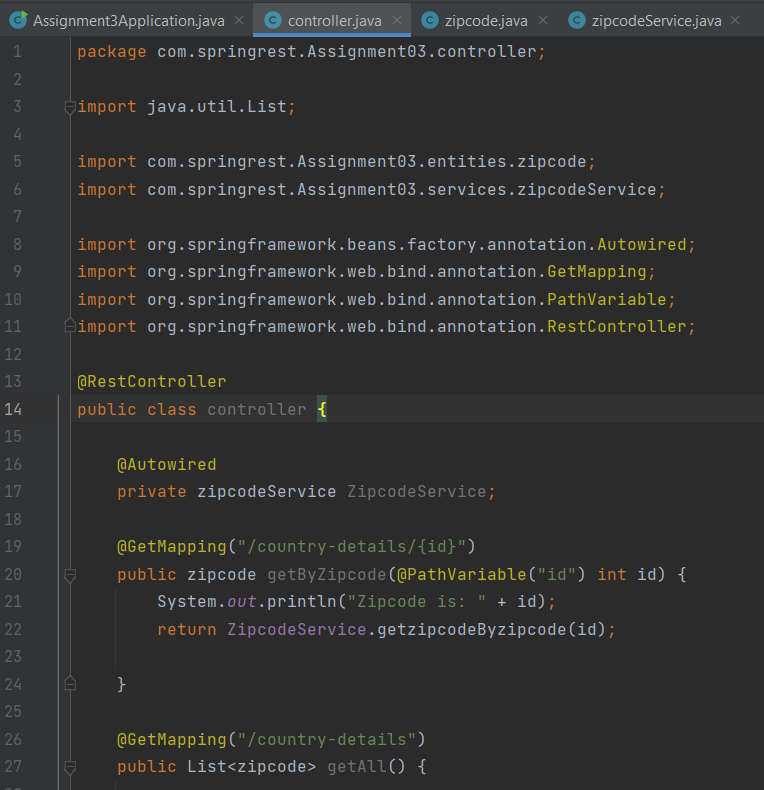 Assignment3Application.java controller.java zipcode.java zipcodeService.java
1 package com.springrest.Assignment03.controller;
2
3 import java.util.List;
4
5 import com.springrest.Assignment03.entities.zipcode;
6 import com.springrest.Assignment03.services.zipcodeService;
7
8 import org.springframework.beans.factory.annotation.Autowired;
9 import org.springframework.web.bind.annotation.GetMapping;
10 import org.springframework.web.bind.annotation.PathVariable;
11 import org.springframework.web.bind.annotation.RestController;
12
13 @RestController
14 public class controller {
15
16 @Autowired
17 private zipcodeService ZipcodeService;
18
19 @GetMapping("/country-details/{id}")
20 public zipcode getByZipcode(@PathVariable("id") int id) {
21 System.out.println("Zipcode is: " + id);
22 return ZipcodeService.getzipcodeByzipcode(id);
23
24 }
25
26 @GetMapping("/country-details")
27 public List<zipcode> getAll() {